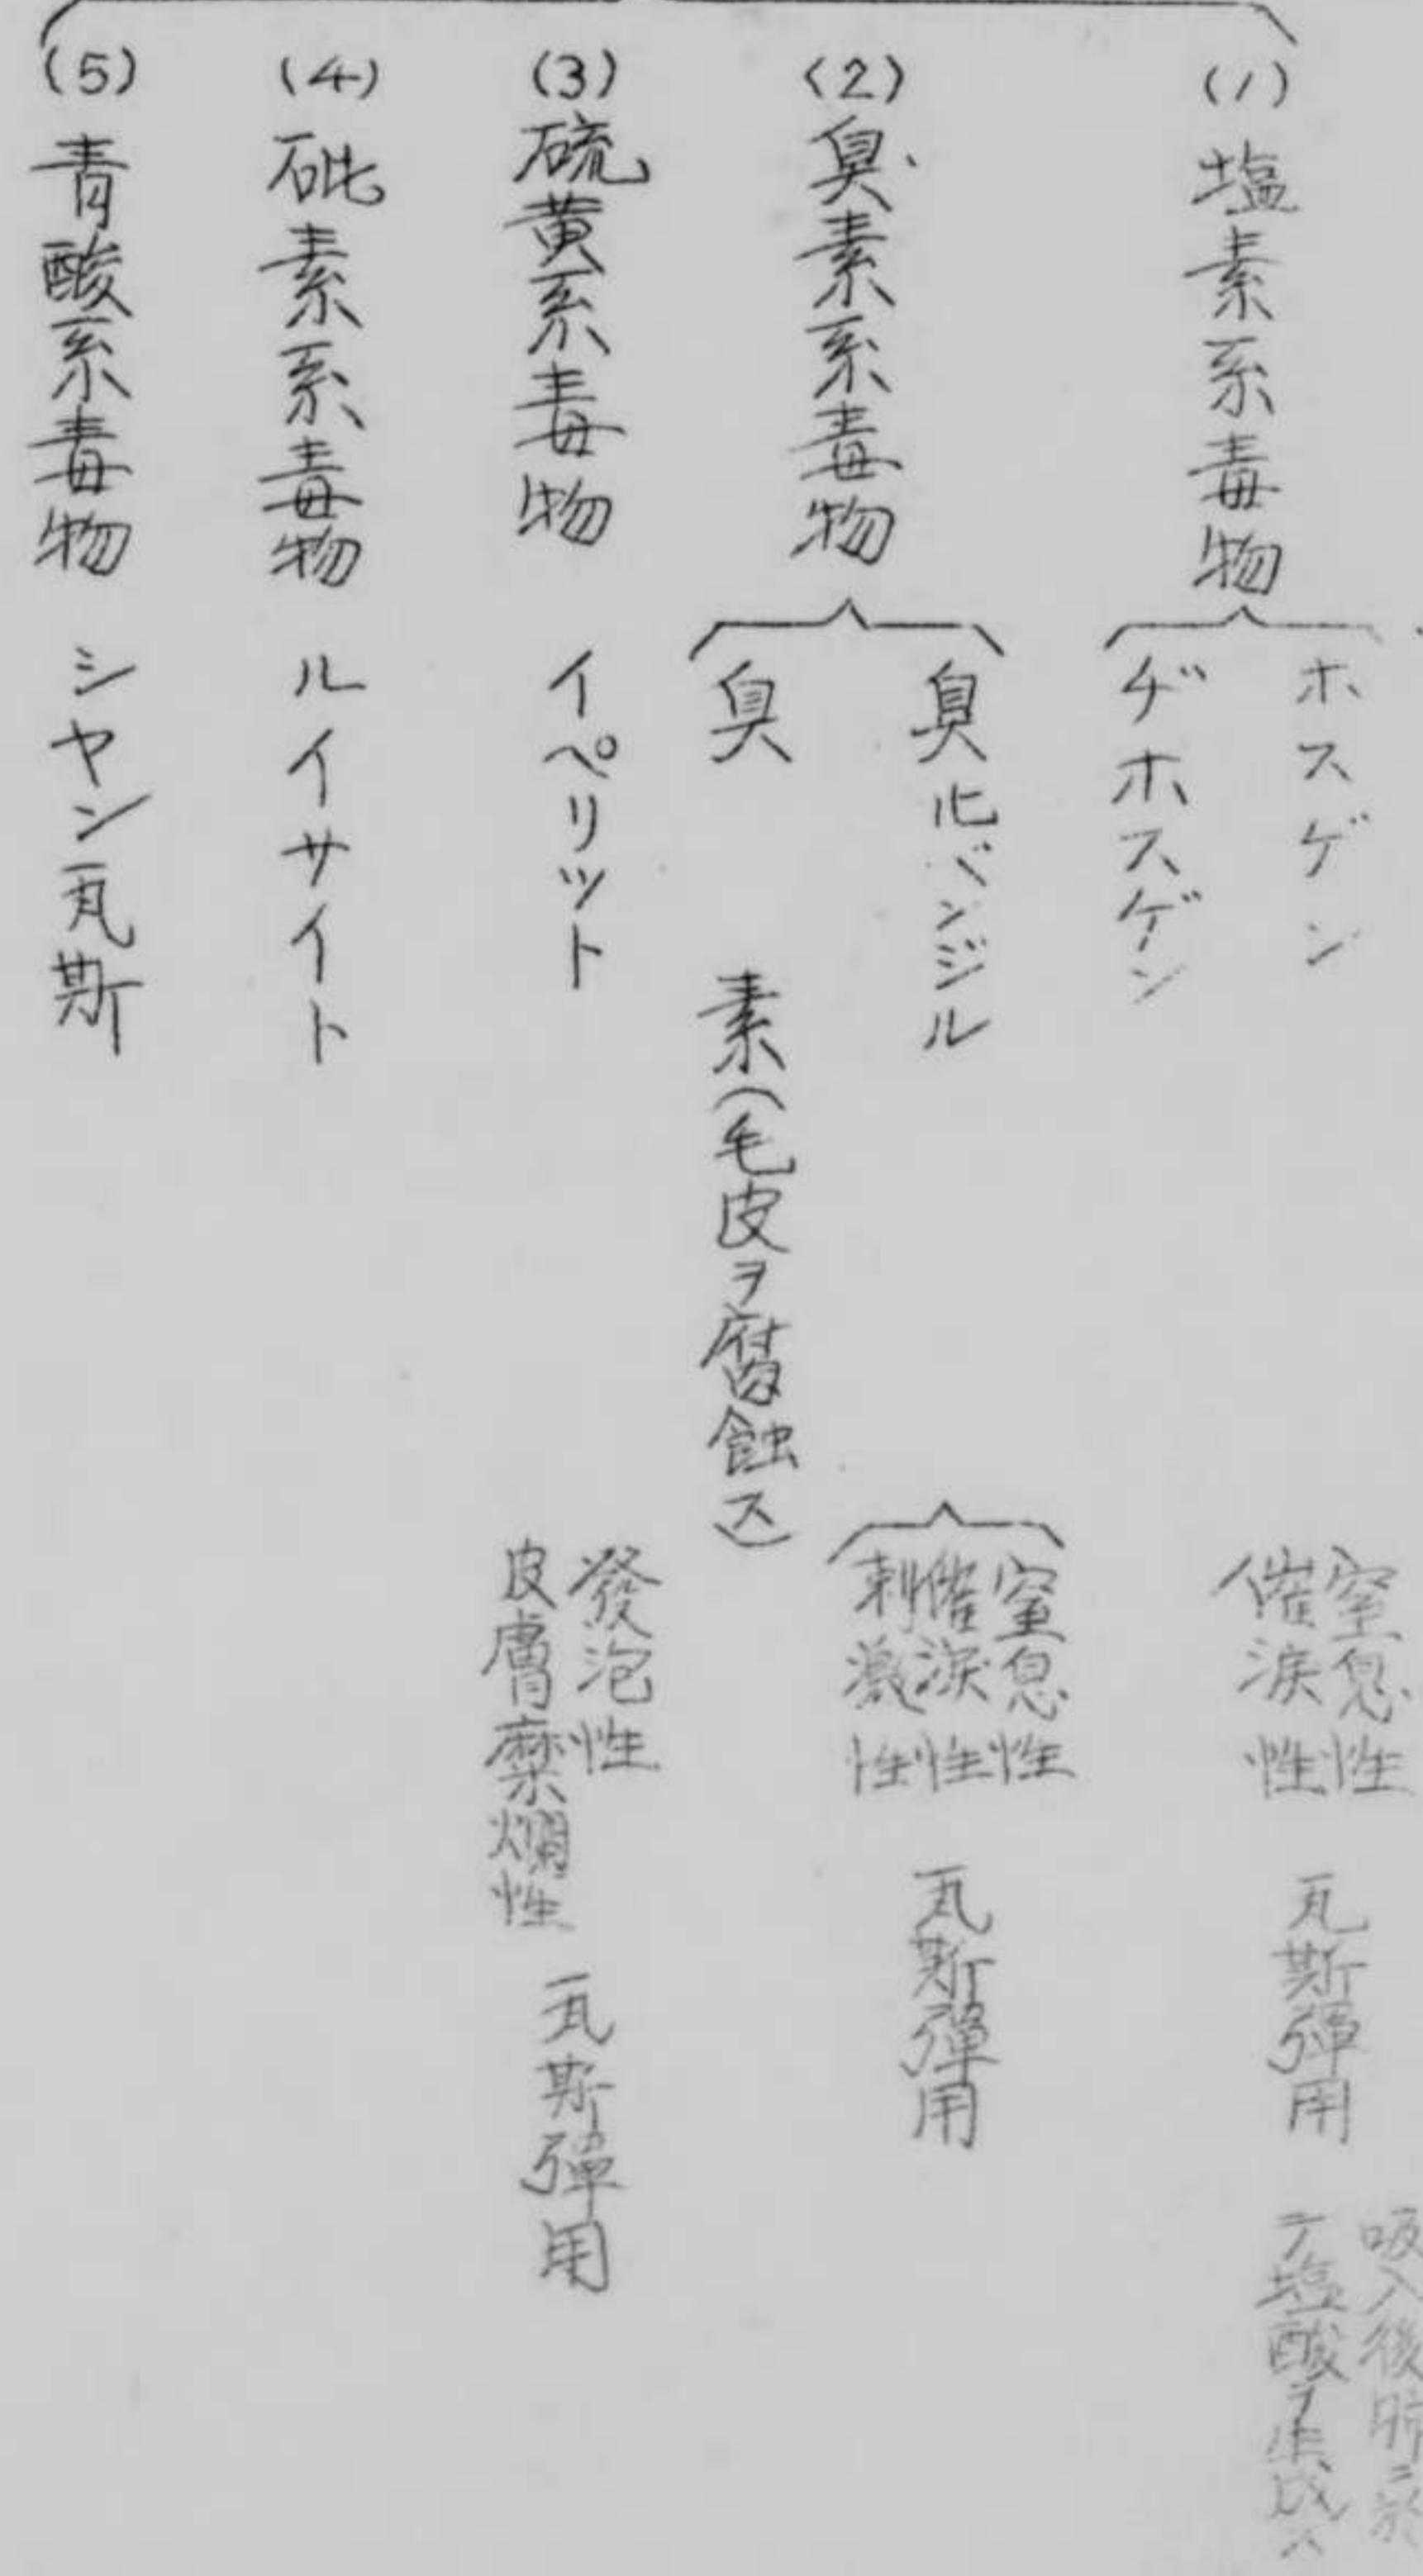 (1) 塩素系毒物
ホスゲン
ヂホスゲン
窒息性
催涙性
瓦斯弾用
吸入後肺ニ於
テ塩酸ヲ生成ス
(2) 臭素系毒物
臭化ベンジル
窒息性
催涙性
刺激性
瓦斯彈用
臭素(毛皮ヲ腐蝕ス)
(3) 硫黄系毒物
イペリット
發泡性
皮膚糜爛性
瓦斯彈用
(4) 砒素系毒物
ルイサイト
(5) 青酸系毒物
シヤン瓦斯